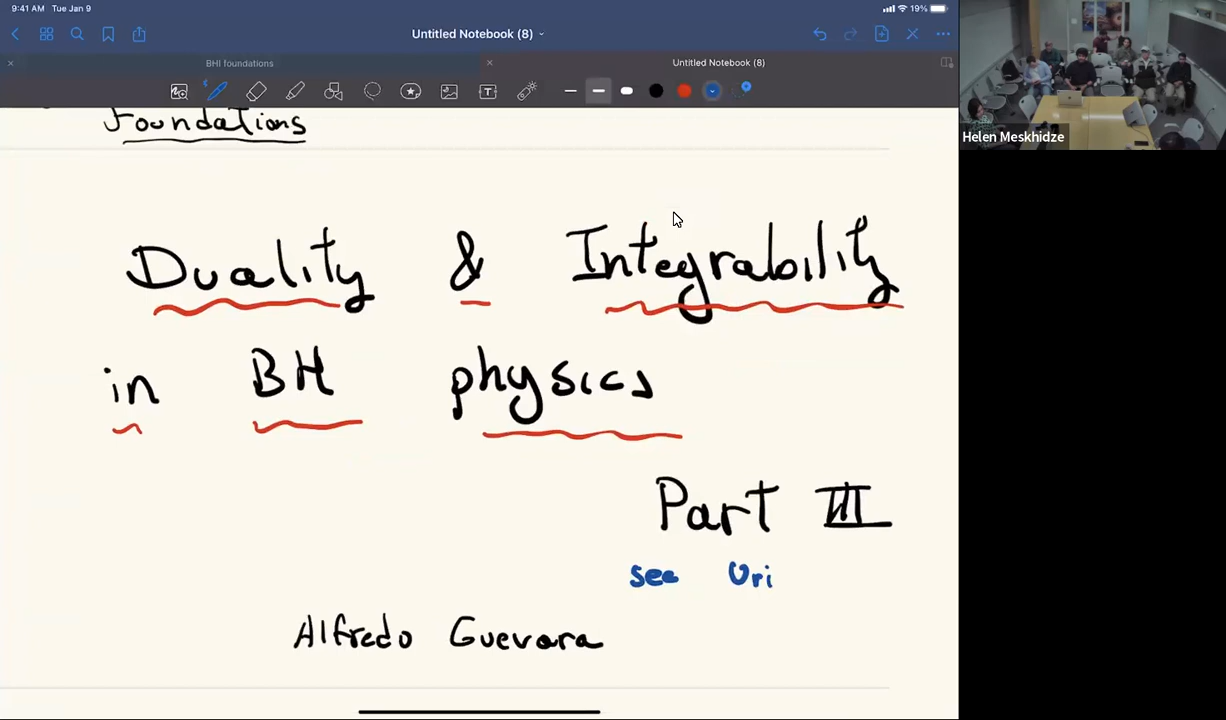 9:41 AM Tue Jan 9
19%
Untitled Notebook (8)
BHI foundations
Untitled Notebook (8)
Foundations
Duality & Integrability
in BH physics
Part III
see Uri
Alfredo Guevara
Helen Meskhidze